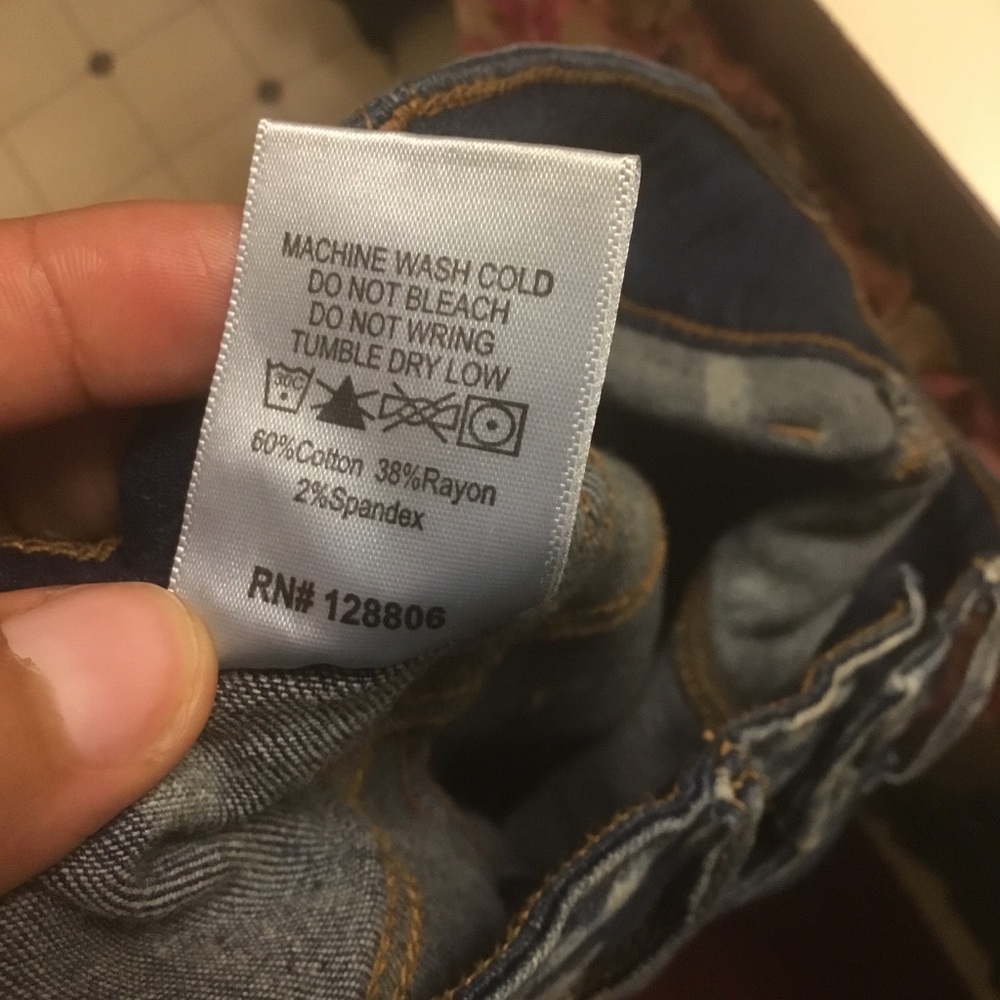 MACHINE WASH COLD
DO NOT BLEACH
DO NOT WRING
TUMBLE DRY LOW
30C
60%Cotton 38%Rayon
2%Spandex
RN# 128806